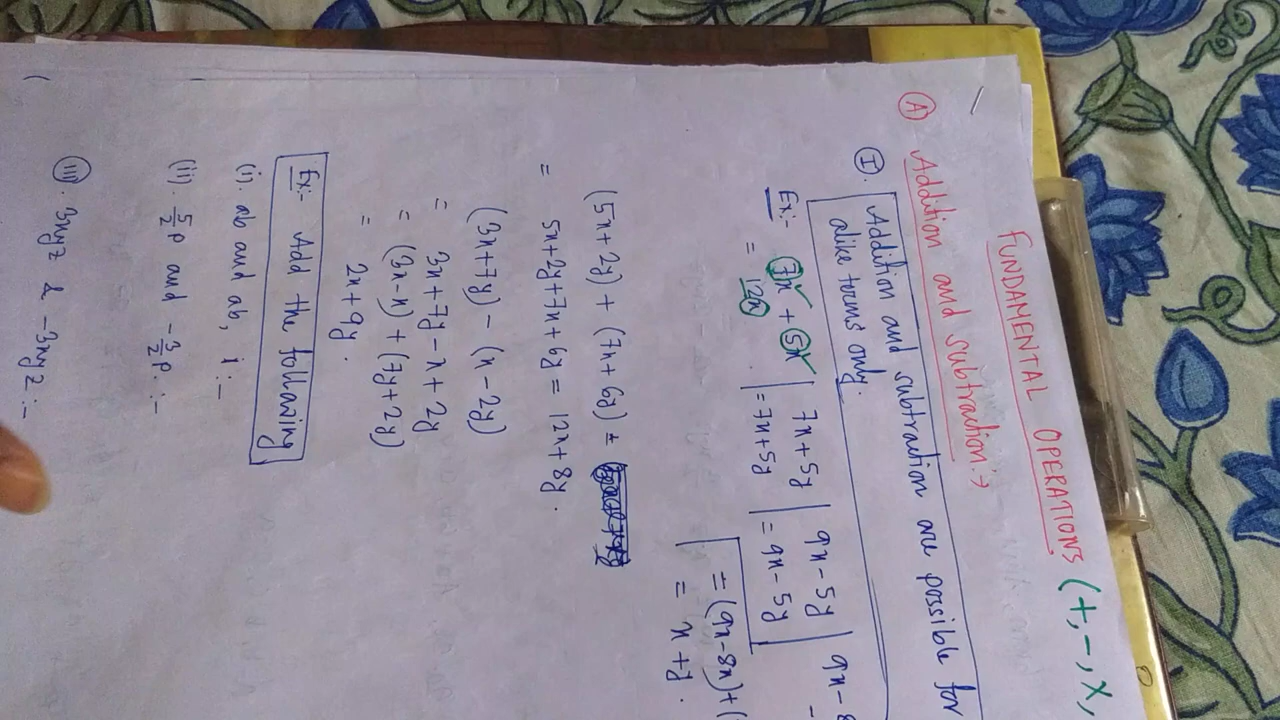 FUNDAMENTAL OPERATIONS (+,-,×,
Ⓐ Addition and subtraction:→
Ⓘ. Addition and subtraction are possible for
alike terms only.
Ex:- 7x + 5x | 7x+5y | 9x-5y | 9x-8
= 12x | = 7x+5y | = 9x-5y -
= (9x-8x)+(
= x+y.
(5x+2y) + (7x+6y) =
= 5x+2y+7x+6y = 12x+8y.
(3x+7y) - (x-2y)
= 3x+7y-x+2y
= (3x-x) + (7y+2y)
= 2x+9y.
Ex:- Add the following
(i). ab and ab, :-
(ii) 5/2 p and -3/2 p :-
(iii). 3xyz & -3xyz :-